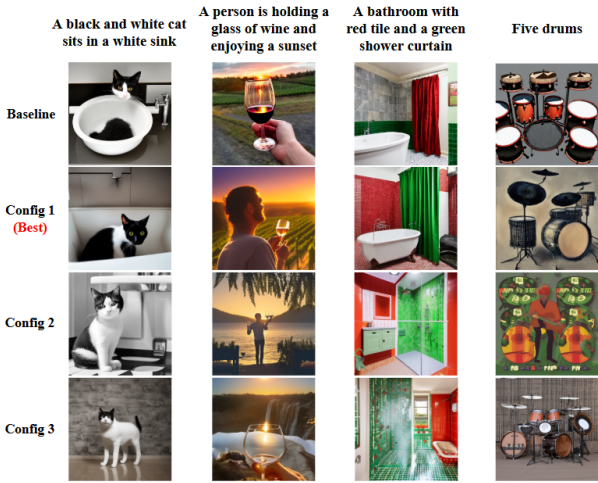 A black and white cat
sits in a white sink
A person is holding a
glass of wine and
enjoying a sunset
A bathroom with
red tile and a green
shower curtain
Five drums
Baseline
Config 1
(Best)
Config 2
Config 3